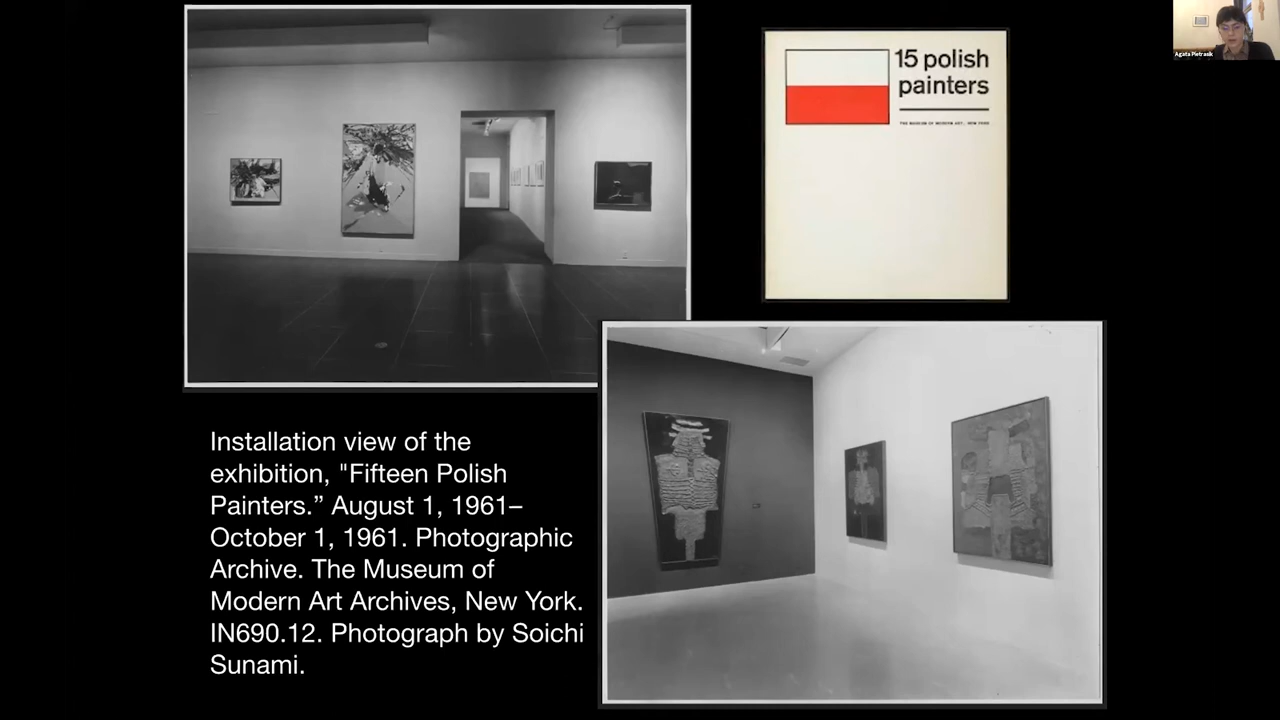 Agata Pietrasik
15 polish
painters
THE MUSEUM OF MODERN ART, NEW YORK
Installation view of the
exhibition, "Fifteen Polish
Painters.” August 1, 1961–
October 1, 1961. Photographic
Archive. The Museum of
Modern Art Archives, New York.
IN690.12. Photograph by Soichi
Sunami.